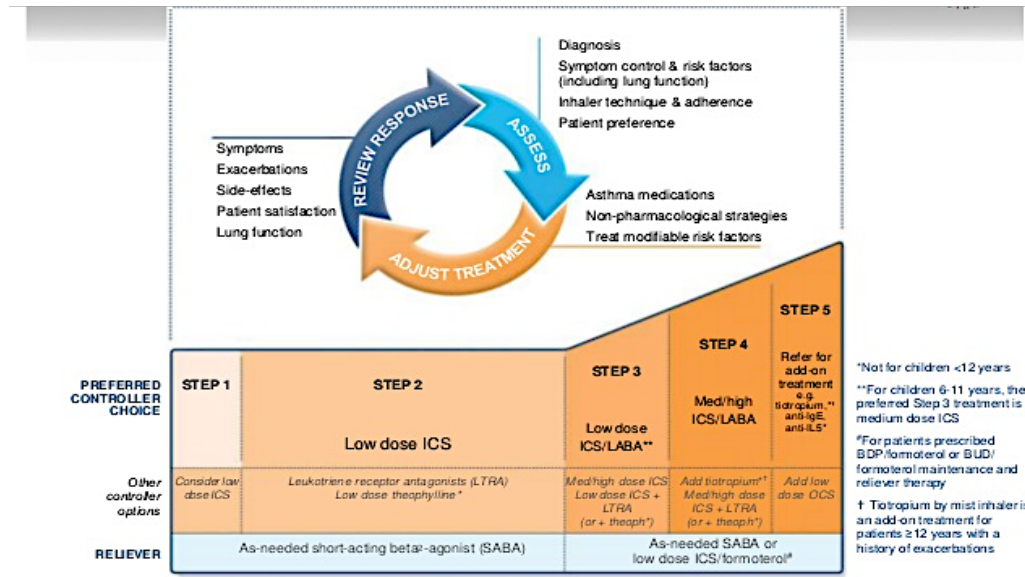 Diagnosis
Symptom control & risk factors
(including lung function)
Inhaler technique & adherence
Patient preference
REVIEW RESPONSE
ASSESS
ADJUST TREATMENT
Symptoms
Exacerbations
Side-effects
Patient satisfaction
Lung function
Asthma medications
Non-pharmacological strategies
Treat modifiable risk factors
PREFERRED
CONTROLLER
CHOICE
STEP 1
STEP 2
Low dose ICS
STEP 3
Low dose
ICS/LABA**
STEP 4
Med/high
ICS/LABA
STEP 5
Refer for
add-on
treatment
e.g.
tiotropium,*†
anti-IgE,
anti-IL5*
Other
controller
options
Consider low
dose ICS
Leukotriene receptor antagonists (LTRA)
Low dose theophylline*
Med/high dose ICS
Low dose ICS +
LTRA
(or + theoph*)
Add tiotropium*†
Med/high dose
ICS + LTRA
(or + theoph*)
Add low
dose OCS
RELIEVER
As-needed short-acting beta2-agonist (SABA)
As-needed SABA or
low dose ICS/formoterol#
*Not for children <12 years
**For children 6-11 years, the
preferred Step 3 treatment is
medium dose ICS
#For patients prescribed
BDP/formoterol or BUD/
formoterol maintenance and
reliever therapy
† Tiotropium by mist inhaler is
an add-on treatment for
patients ≥12 years with a
history of exacerbations